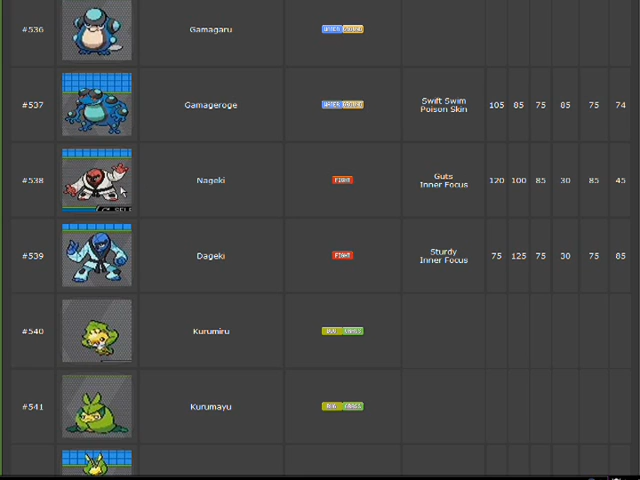 #536 Gamagaru WATER GROUND
#537 Gamageroge WATER GROUND Swift Swim 105 85 75 85 75 74
Poison Skin
#538 Nageki FIGHT Guts 120 100 85 30 85 45
Inner Focus
#539 Dageki FIGHT Sturdy 75 125 75 30 75 85
Inner Focus
#540 Kurumiru BUG GRASS
#541 Kurumayu BUG GRASS